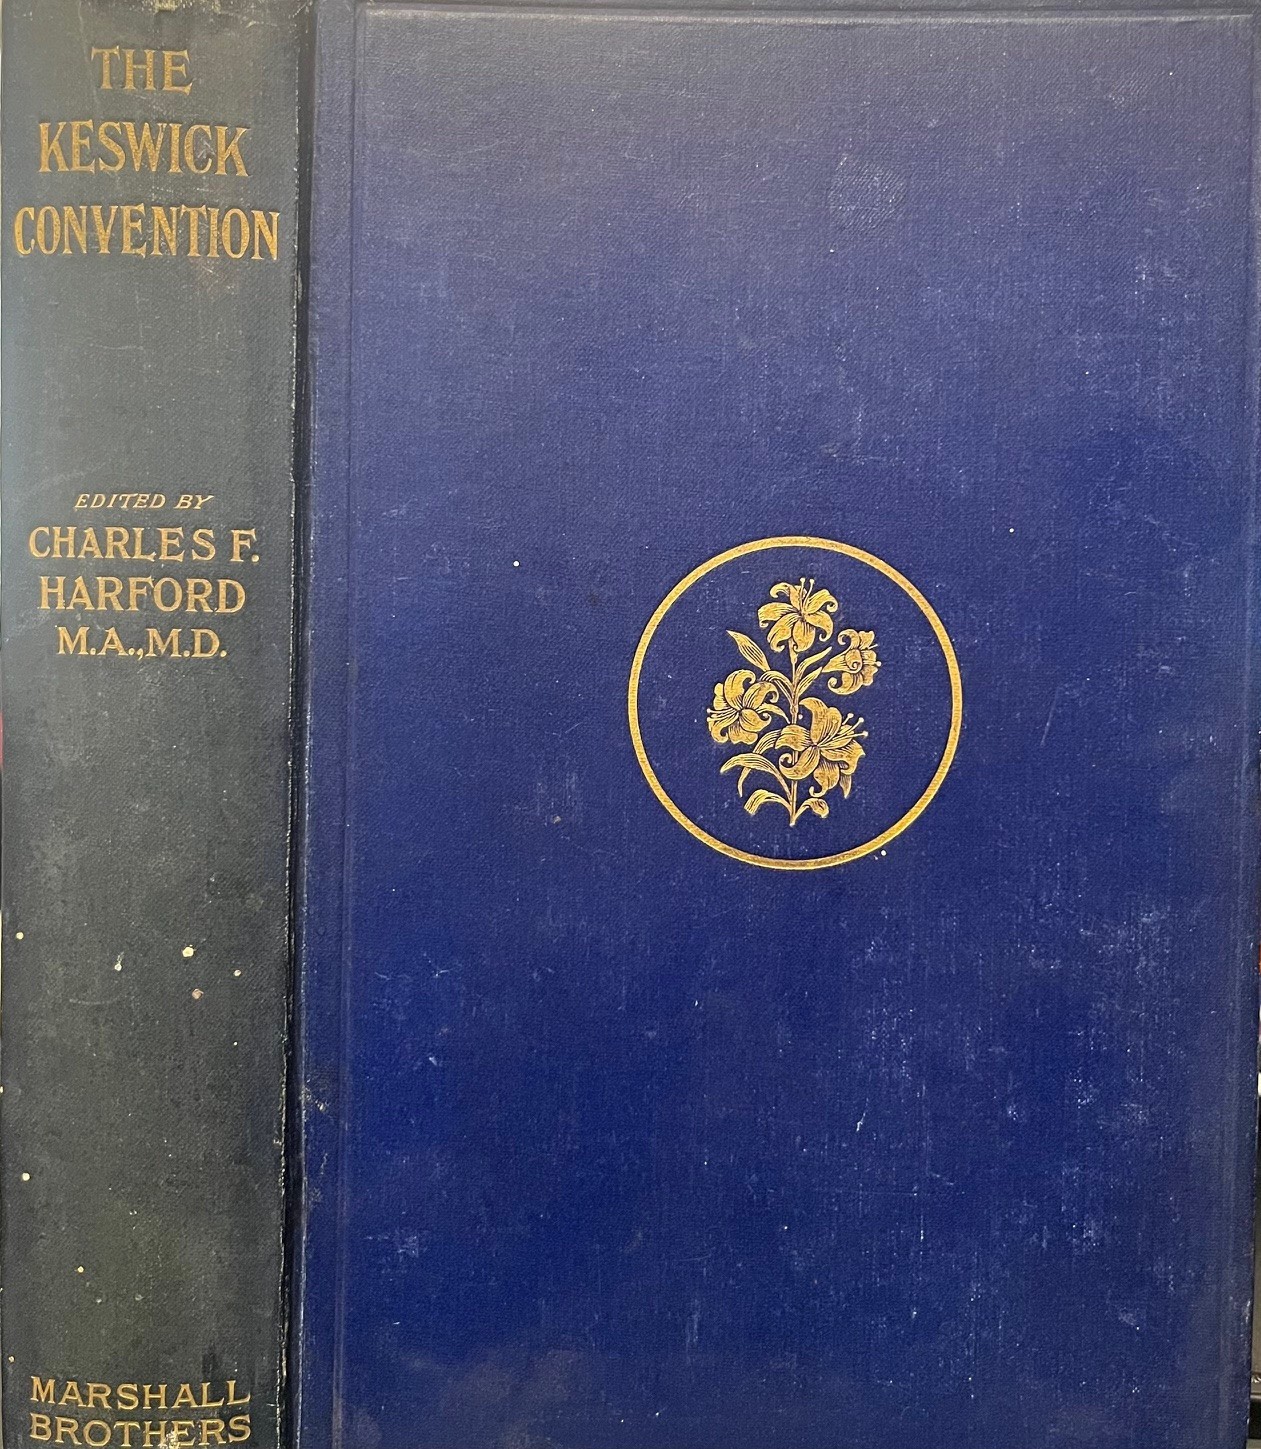 THE
KESWICK
CONVENTION
EDITED BY
CHARLES F.
HARFORD
M.A., M.D.
MARSHALL
BROTHERS